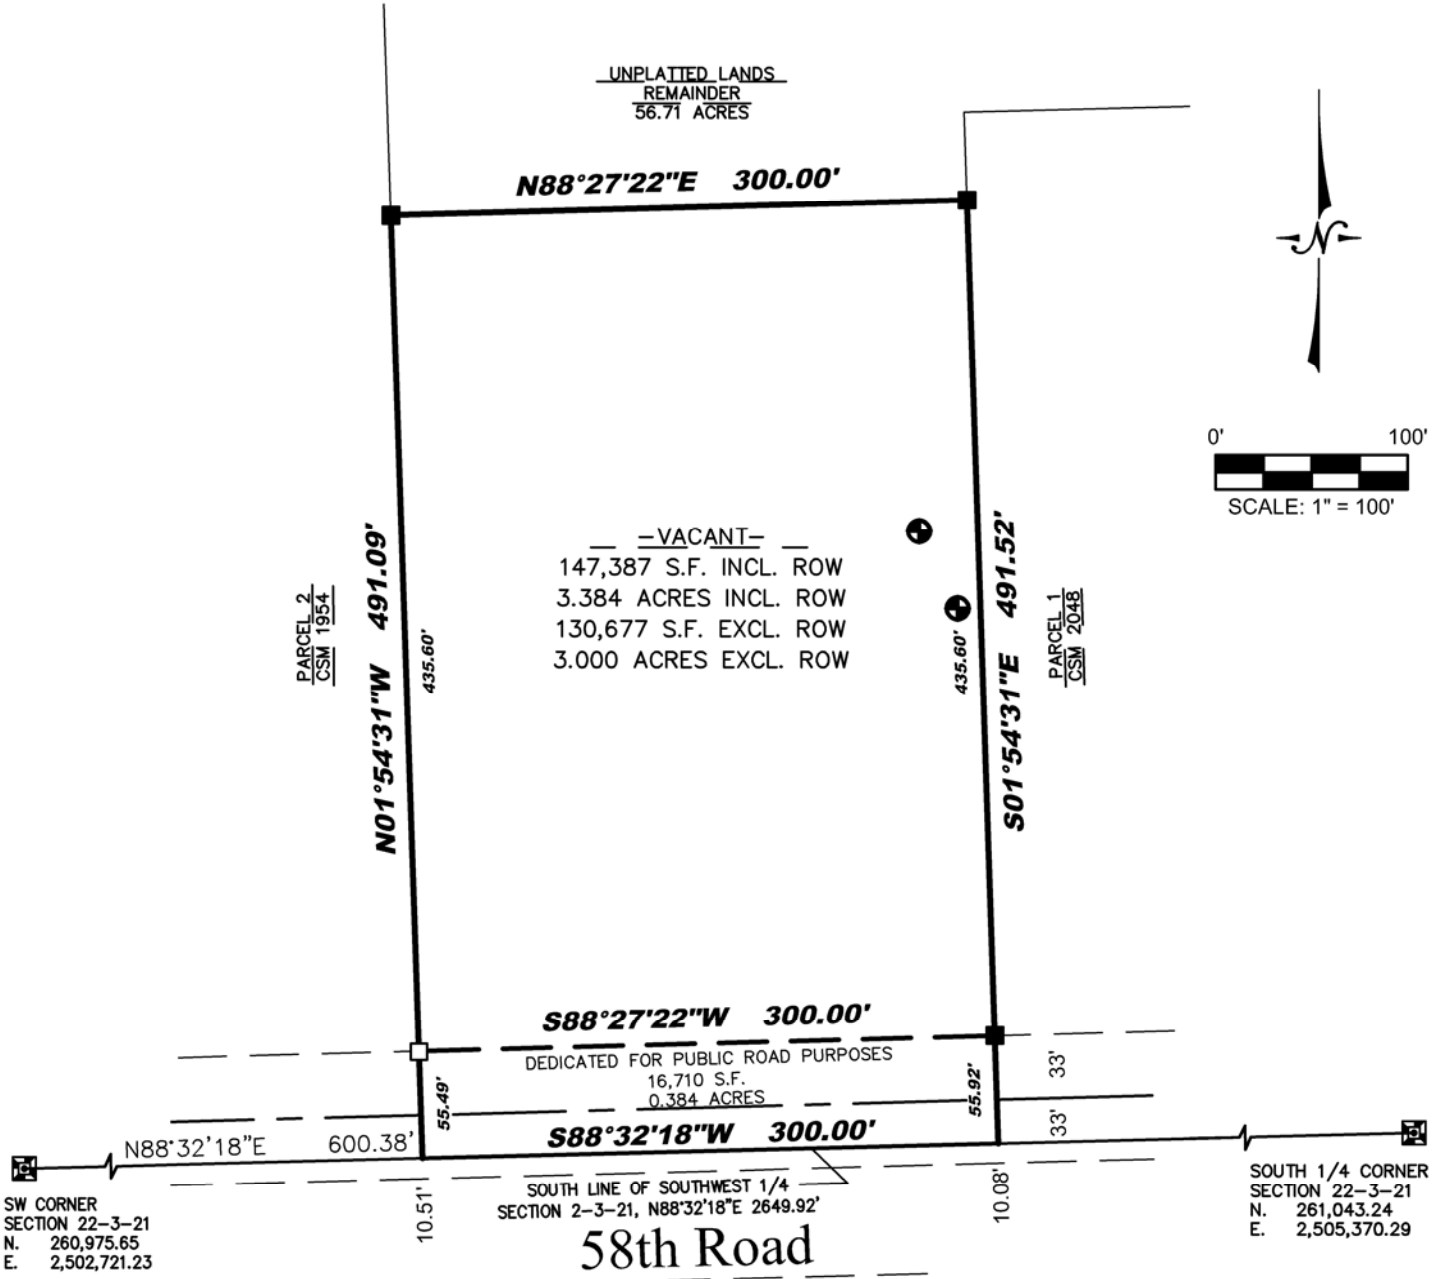 UNPLATTED LANDS
REMAINDER
56.71 ACRES
N88°27'22"E 300.00'
N
0' 100'
SCALE: 1" = 100'
-VACANT-
147,387 S.F. INCL. ROW
3.384 ACRES INCL. ROW
130,677 S.F. EXCL. ROW
3.000 ACRES EXCL. ROW
PARCEL 2
CSM 1954
N01°54'31"W 491.09'
435.60'
435.60'
S01°54'31"E 491.52'
PARCEL 1
CSM 2048
S88°27'22"W 300.00'
DEDICATED FOR PUBLIC ROAD PURPOSES
16,710 S.F.
0.384 ACRES
55.49'
55.92'
33'
33'
S88°32'18"W 300.00'
N88°32'18"E 600.38'
SW CORNER
SECTION 22-3-21
N. 260,975.65
E. 2,502,721.23
10.51'
SOUTH LINE OF SOUTHWEST 1/4
SECTION 2-3-21, N88°32'18"E 2649.92'
10.08'
SOUTH 1/4 CORNER
SECTION 22-3-21
N. 261,043.24
E. 2,505,370.29
58th Road